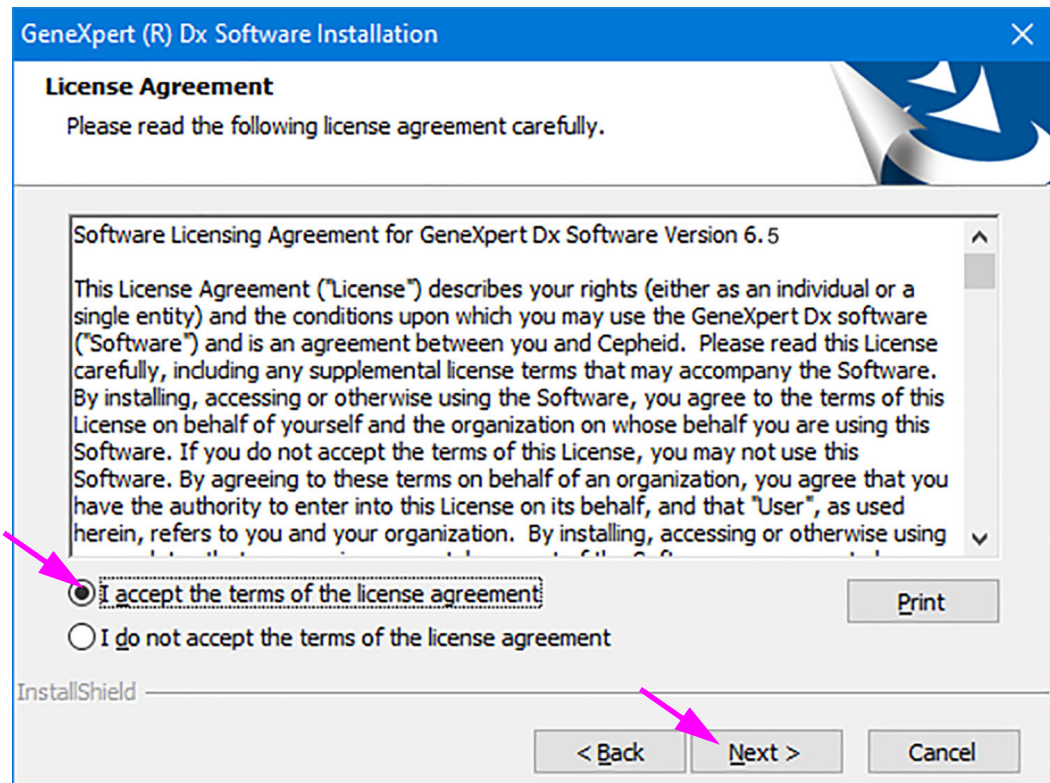 GeneXpert (R) Dx Software Installation
License Agreement
Please read the following license agreement carefully.
Software Licensing Agreement for GeneXpert Dx Software Version 6.5
This License Agreement ("License") describes your rights (either as an individual or a
single entity) and the conditions upon which you may use the GeneXpert Dx software
("Software") and is an agreement between you and Cepheid.  Please read this License
carefully, including any supplemental license terms that may accompany the Software.
By installing, accessing or otherwise using the Software, you agree to the terms of this
License on behalf of yourself and the organization on whose behalf you are using this
Software. If you do not accept the terms of this License, you may not use this
Software. By agreeing to these terms on behalf of an organization, you agree that you
have the authority to enter into this License on its behalf, and that "User", as used
herein, refers to you and your organization.  By installing, accessing or otherwise using
I accept the terms of the license agreement
Print
I do not accept the terms of the license agreement
InstallShield
< Back
Next >
Cancel